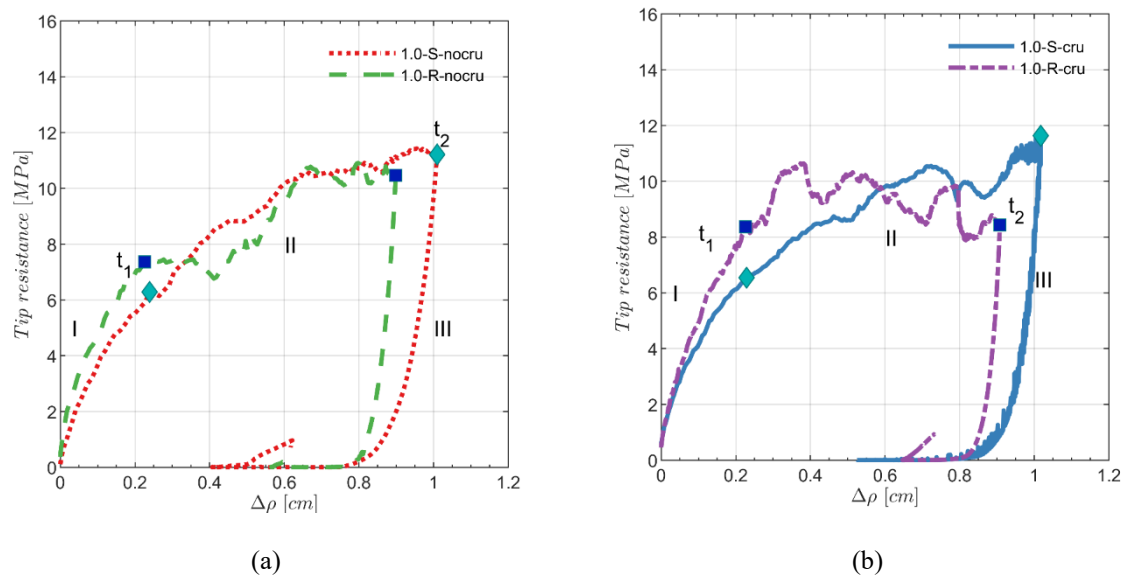 16
14
12
10
8
6
4
2
0
Tip resistance [MPa]
1.0-S-nocru
1.0-R-nocru
t2
t1
II
I
III
0 0.2 0.4 0.6 0.8 1 1.2
Δρ [cm]
(a)
16
14
12
10
8
6
4
2
0
Tip resistance [MPa]
1.0-S-cru
1.0-R-cru
t1
t2
II
I
III
0 0.2 0.4 0.6 0.8 1 1.2
Δρ [cm]
(b)